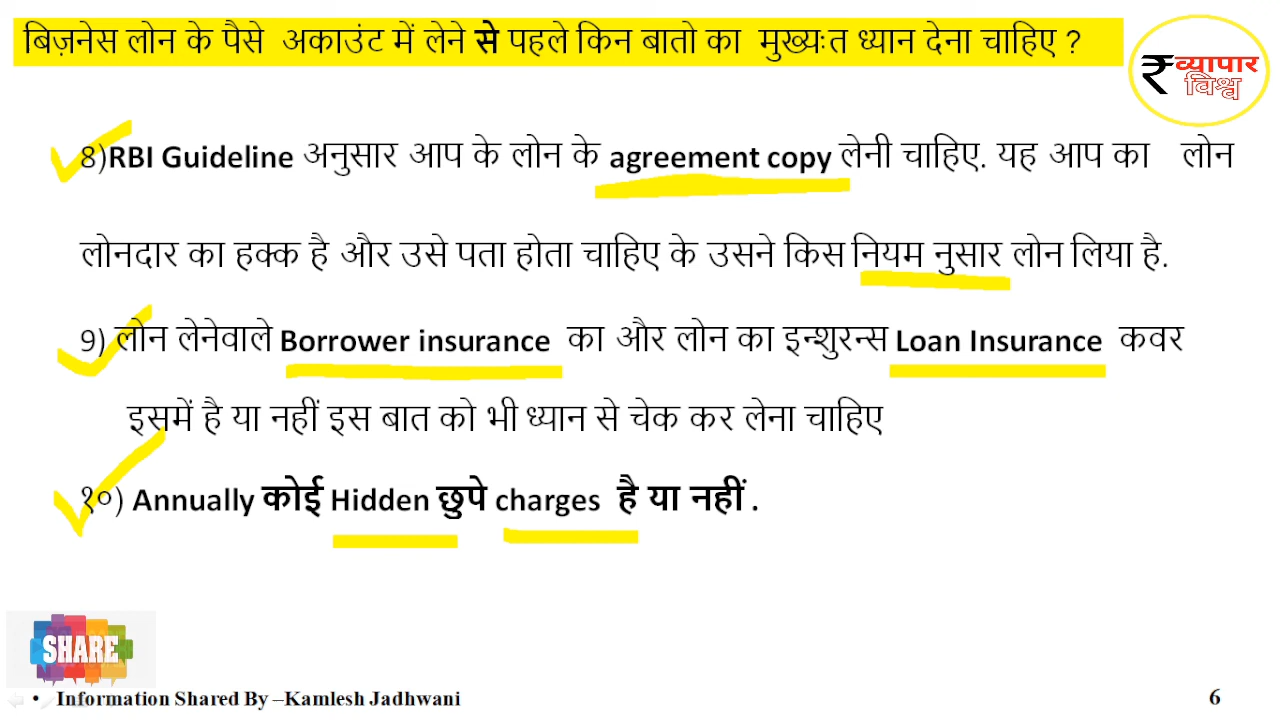 बिज़नेस लोन के पैसे अकाउंट में लेने से पहले किन बातो का मुख्यःत ध्यान देना चाहिए ?
₹ व्यापार
विश्व
8)RBI Guideline अनुसार आप के लोन के agreement copy लेनी चाहिए. यह आप का लोन
लोनदार का हक्क है और उसे पता होता चाहिए के उसने किस नियम नुसार लोन लिया है.
9) लोन लेनेवाले Borrower insurance का और लोन का इन्शुरन्स Loan Insurance कवर
इसमें है या नहीं इस बात को भी ध्यान से चेक कर लेना चाहिए
१०) Annually कोई Hidden छुपे charges है या नहीं .
SHARE
• Information Shared By –Kamlesh Jadhwani
6